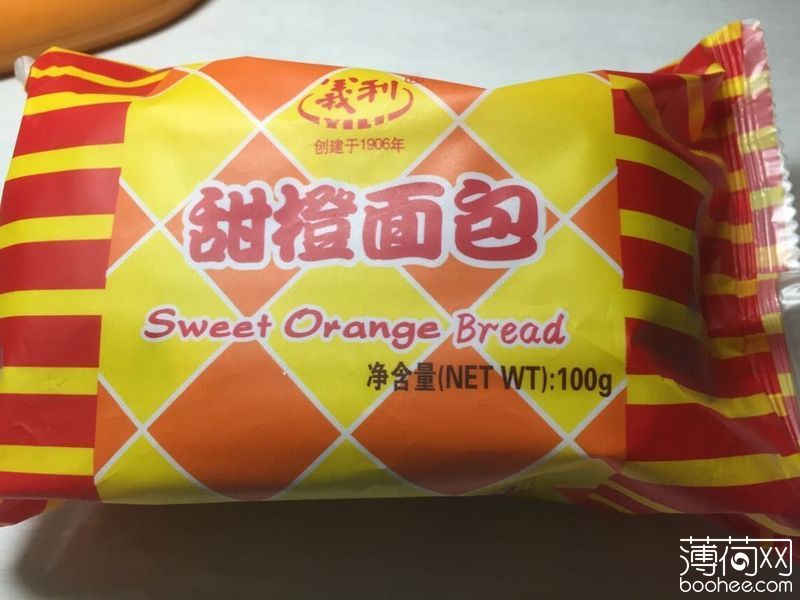 義利
YILI
创建于1906年
甜橙面包
Sweet Orange Bread
净含量(NET WT):100g
薄荷网
boohee.com